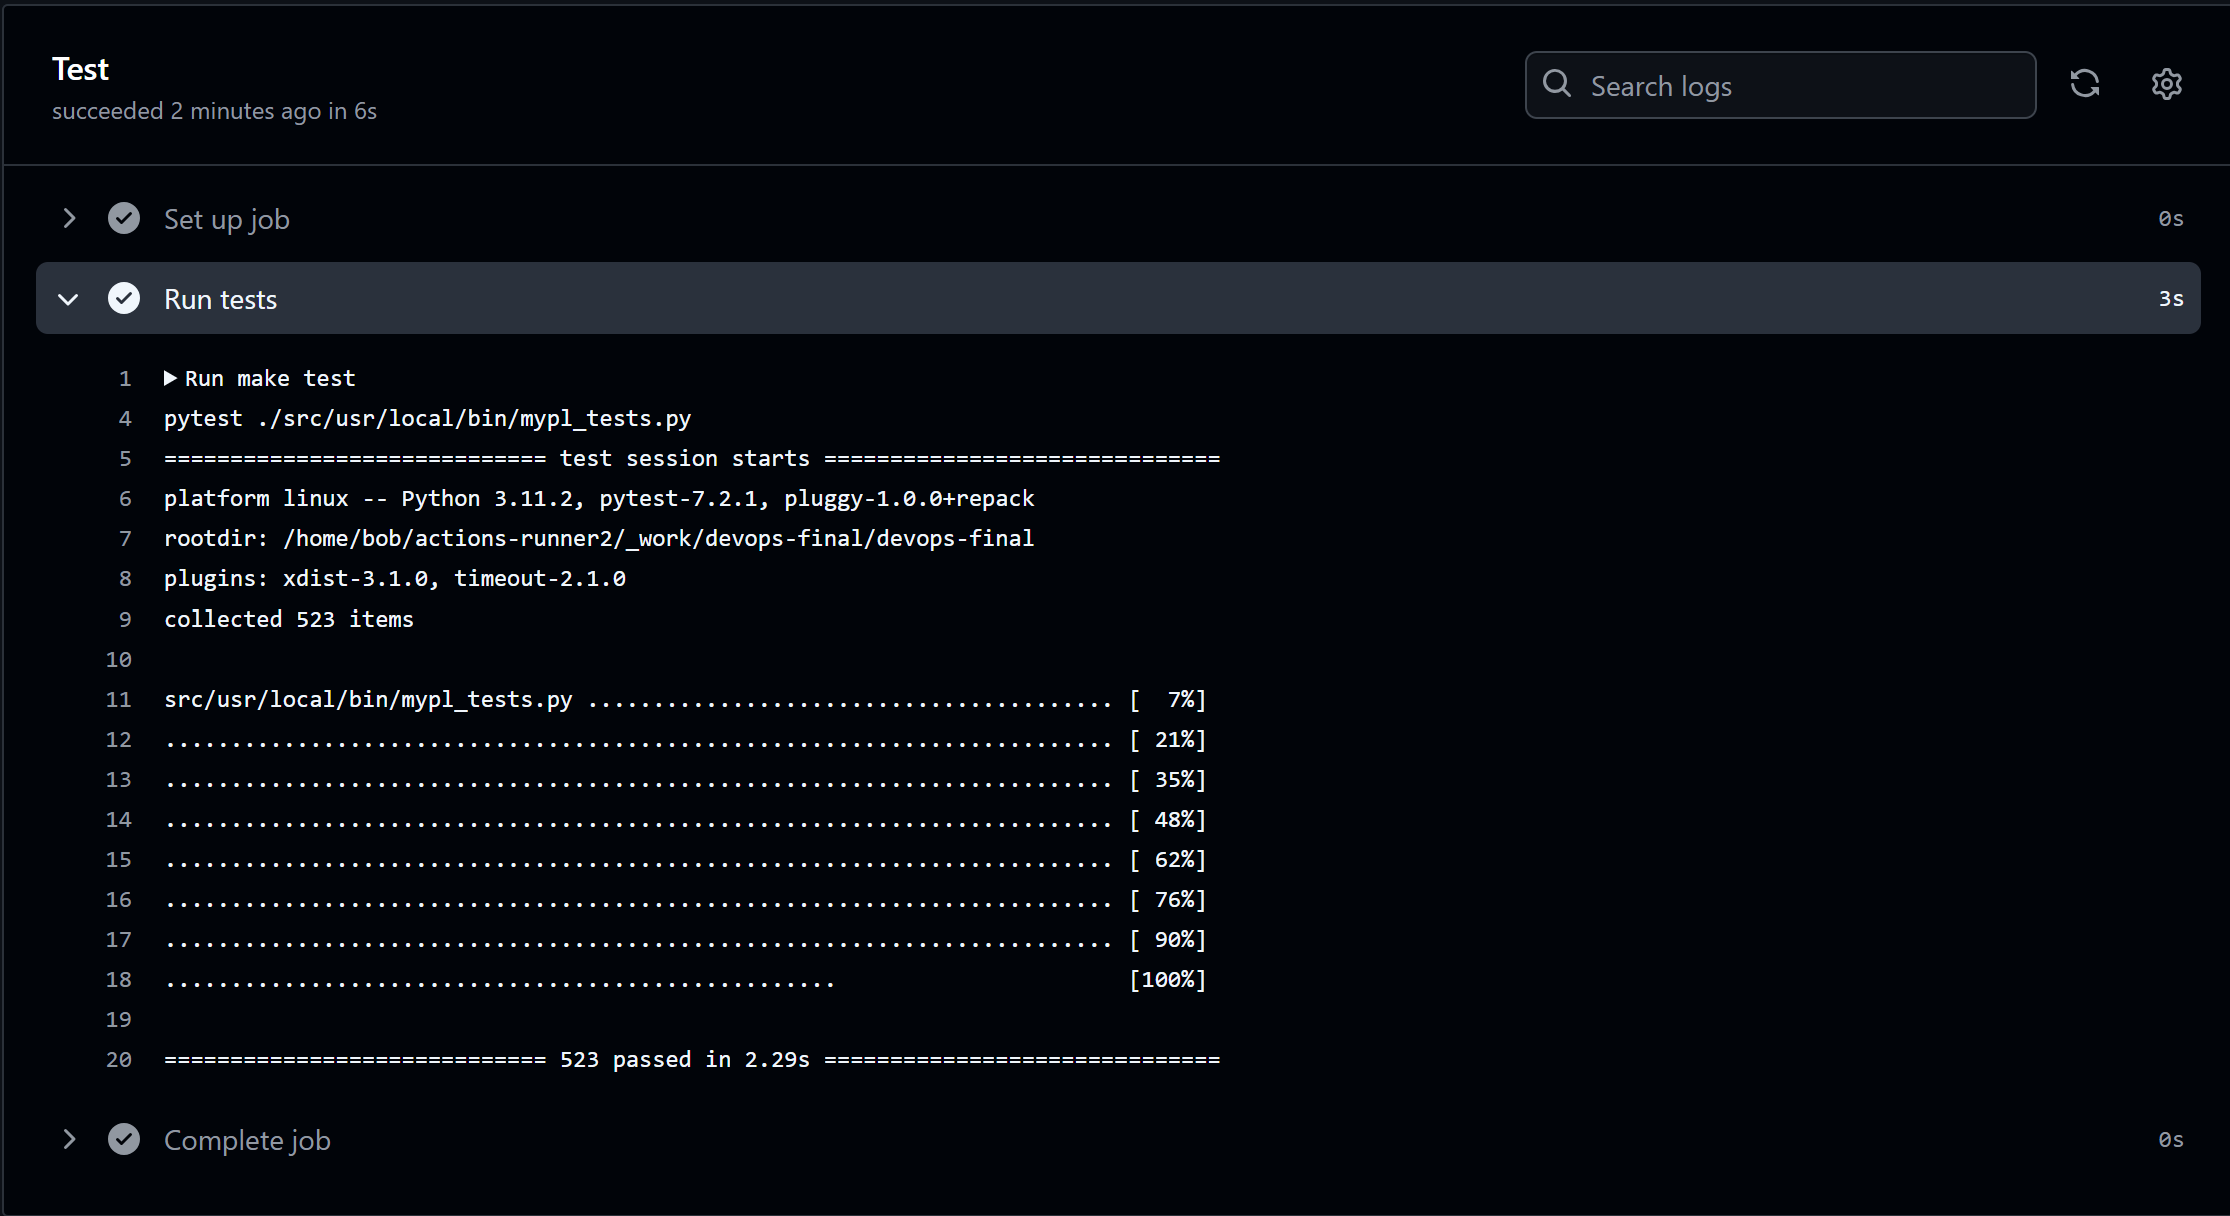 Test
succeeded 2 minutes ago in 6s
Search logs
Set up job 0s
Run tests 3s
1 Run make test
4 pytest ./src/usr/local/bin/mypl_tests.py
5 ============================= test session starts ==============================
6 platform linux -- Python 3.11.2, pytest-7.2.1, pluggy-1.0.0+repack
7 rootdir: /home/bob/actions-runner2/_work/devops-final/devops-final
8 plugins: xdist-3.1.0, timeout-2.1.0
9 collected 523 items
10
11 src/usr/local/bin/mypl_tests.py ........................................ [  7%]
12 ........................................................................ [ 21%]
13 ........................................................................ [ 35%]
14 ........................................................................ [ 48%]
15 ........................................................................ [ 62%]
16 ........................................................................ [ 76%]
17 ........................................................................ [ 90%]
18 ...................................................                      [100%]
19
20 ============================= 523 passed in 2.29s ==============================
Complete job 0s